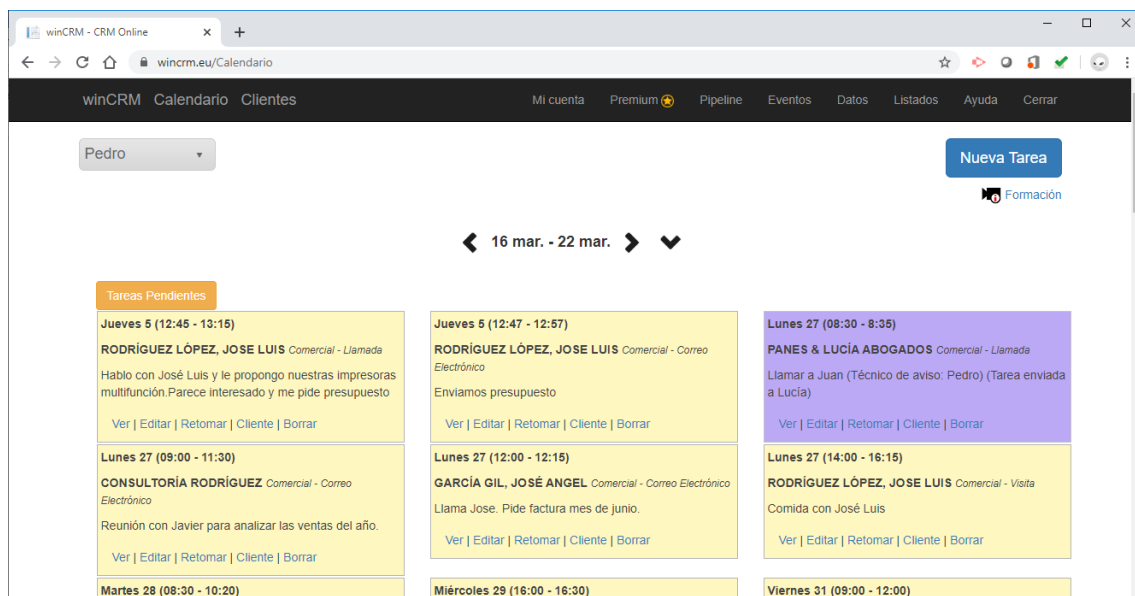 winCRM - CRM Online
wincrm.eu/Calendario
winCRM Calendario Clientes
Mi cuenta Premium Pipeline Eventos Datos Listados Ayuda Cerrar
Pedro
Nueva Tarea
Formación
16 mar. - 22 mar.
Tareas Pendientes
Jueves 5 (12:45 - 13:15)
RODRÍGUEZ LÓPEZ, JOSE LUIS Comercial - Llamada
Hablo con José Luis y le propongo nuestras impresoras
multifunción.Parece interesado y me pide presupuesto
Ver | Editar | Retomar | Cliente | Borrar
Jueves 5 (12:47 - 12:57)
RODRÍGUEZ LÓPEZ, JOSE LUIS Comercial - Correo
Electrónico
Enviamos presupuesto
Ver | Editar | Retomar | Cliente | Borrar
Lunes 27 (08:30 - 8:35)
PANES & LUCÍA ABOGADOS Comercial - Llamada
Llamar a Juan (Técnico de aviso: Pedro) (Tarea enviada
a Lucía)
Ver | Editar | Retomar | Cliente | Borrar
Lunes 27 (09:00 - 11:30)
CONSULTORÍA RODRÍGUEZ Comercial - Correo
Electrónico
Reunión con Javier para analizar las ventas del año.
Ver | Editar | Retomar | Cliente | Borrar
Lunes 27 (12:00 - 12:15)
GARCÍA GIL, JOSÉ ANGEL Comercial - Correo Electrónico
Llama Jose. Pide factura mes de junio.
Ver | Editar | Retomar | Cliente | Borrar
Lunes 27 (14:00 - 16:15)
RODRÍGUEZ LÓPEZ, JOSE LUIS Comercial - Visita
Comida con José Luis
Ver | Editar | Retomar | Cliente | Borrar
Martes 28 (08:30 - 10:20)
Miércoles 29 (16:00 - 16:30)
Viernes 31 (09:00 - 12:00)